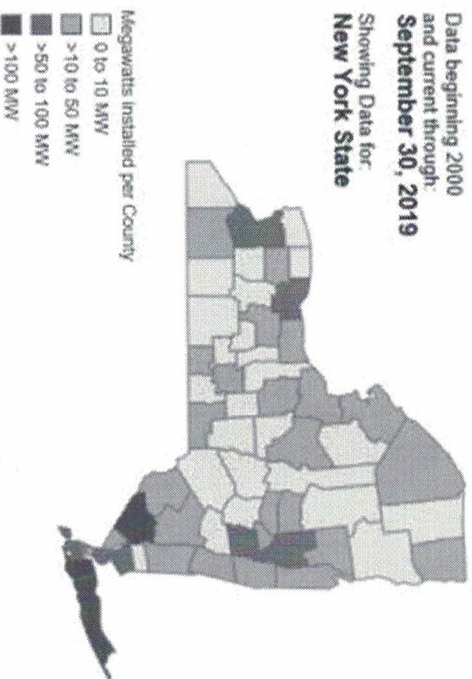 Data beginning 2000
and current through:
September 30, 2019
Showing Data for:
New York State
Megawatts installed per County
0 to 10 MW
>10 to 50 MW
>50 to 100 MW
>100 MW